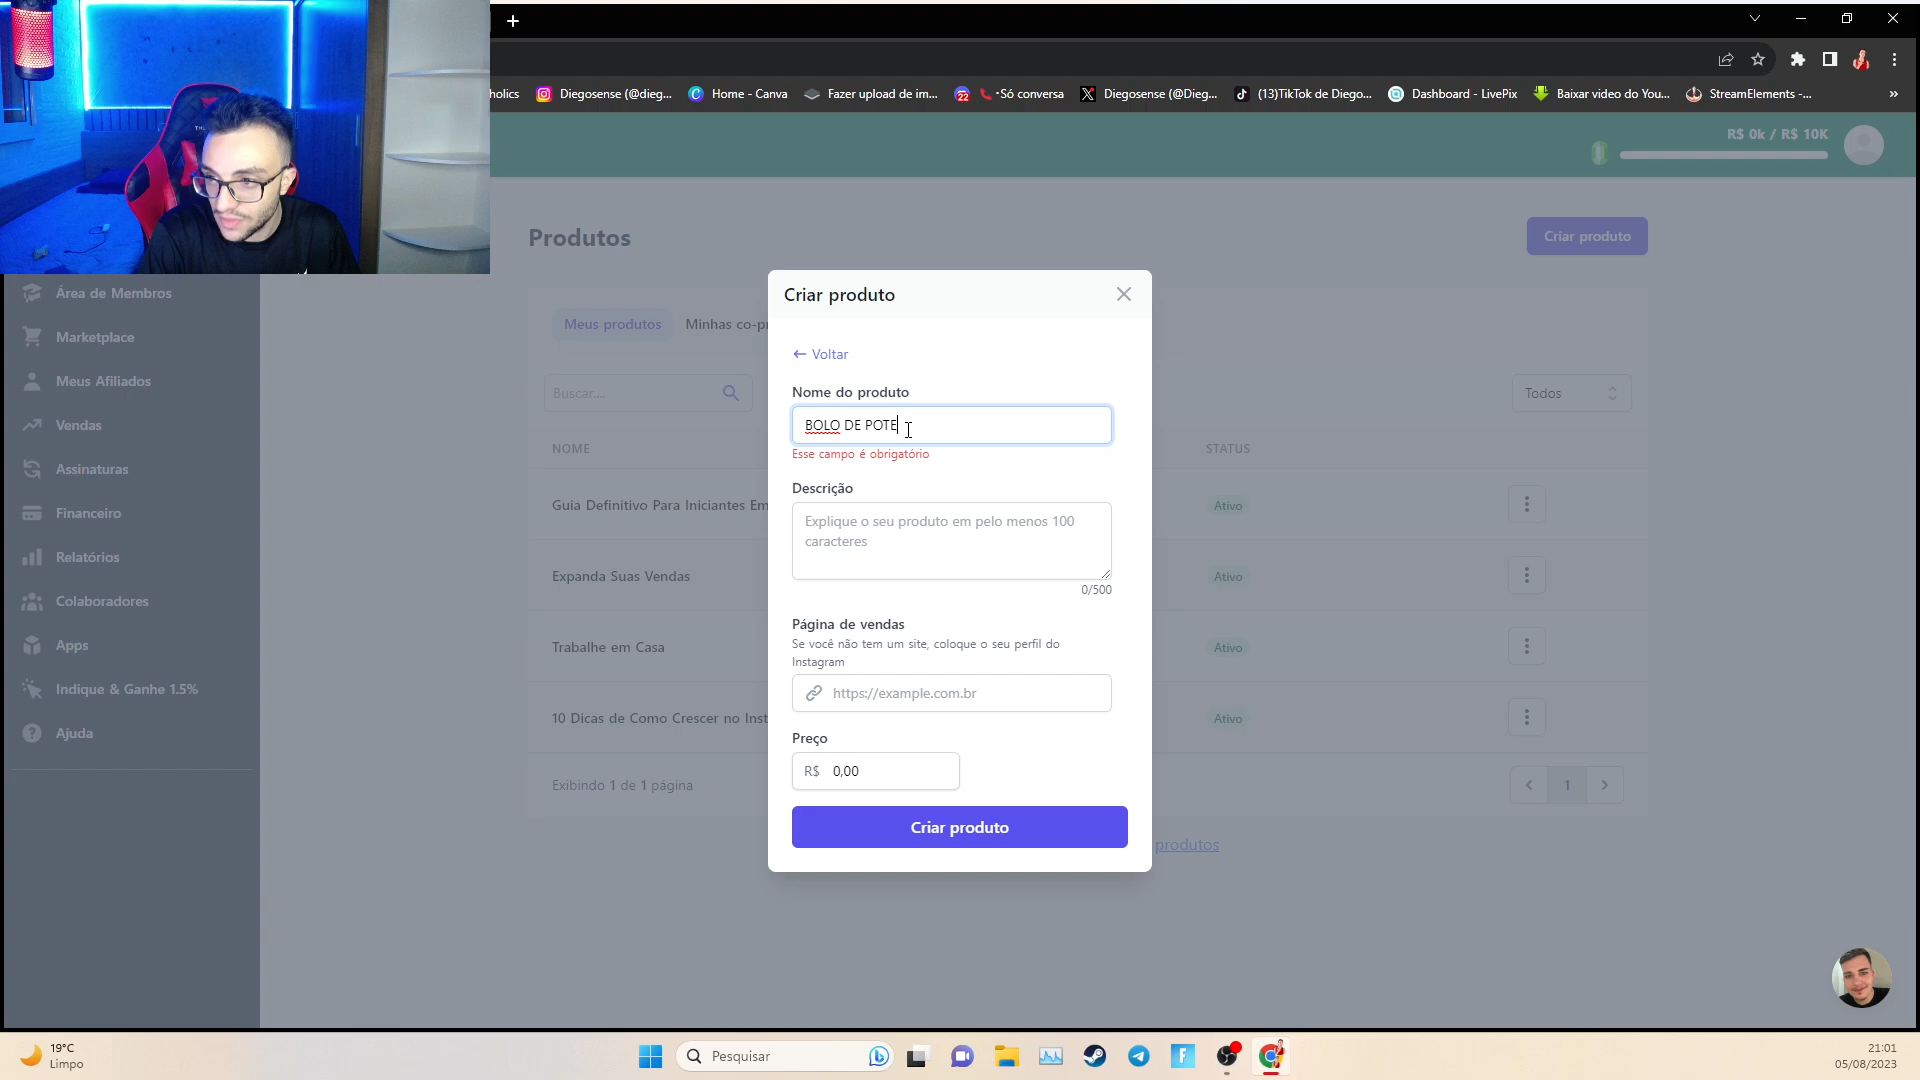 holics
Diegosense (@dieg...
Home - Canva
Fazer upload de im...
22
*Só conversa
Diegosense (@Dieg...
(13)TikTok de Diego...
Dashboard - LivePix
Baixar video do You...
StreamElements -...
»
R$ 0k / R$ 10K
Produtos
Criar produto
Área de Membros
Marketplace
Meus Afiliados
Vendas
Assinaturas
Financeiro
Relatórios
Colaboradores
Apps
Indique & Ganhe 1.5%
Ajuda
Meus produtos
Minhas co-pr
Buscar....
Todos
NOME
STATUS
Guia Definitivo Para Iniciantes Em
Ativo
Expanda Suas Vendas
Ativo
Trabalhe em Casa
Ativo
10 Dicas de Como Crescer no Inst
Ativo
Exibindo 1 de 1 página
1
produtos
Criar produto
← Voltar
Nome do produto
BOLO DE POTE
Esse campo é obrigatório
Descrição
Explique o seu produto em pelo menos 100
caracteres
0/500
Página de vendas
Se você não tem um site, coloque o seu perfil do
Instagram
https://example.com.br
Preço
R$ 0,00
Criar produto
19°C
Limpo
Pesquisar
21:01
05/08/2023